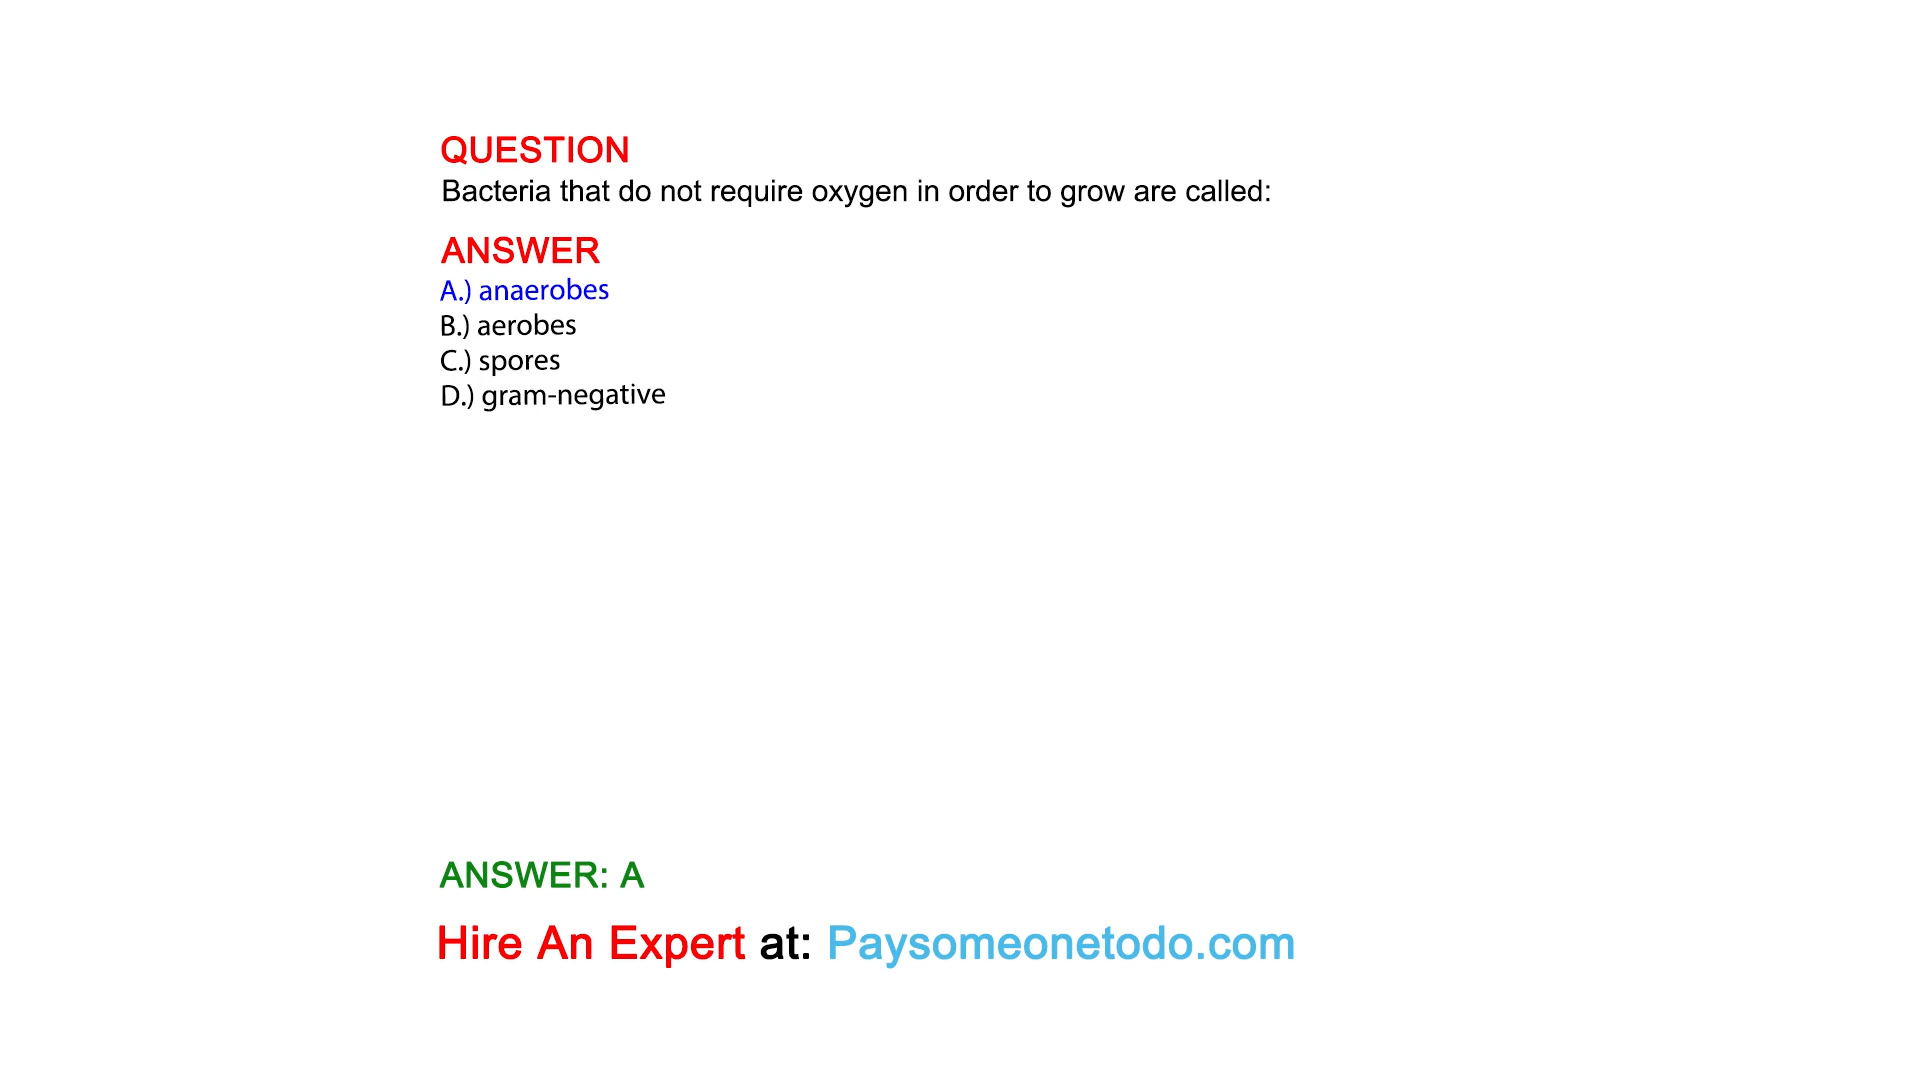 QUESTION
Bacteria that do not require oxygen in order to grow are called:
ANSWER
A.) anaerobes
B.) aerobes
C.) spores
D.) gram-negative
ANSWER: A
Hire An Expert at: Paysomeonetodo.com